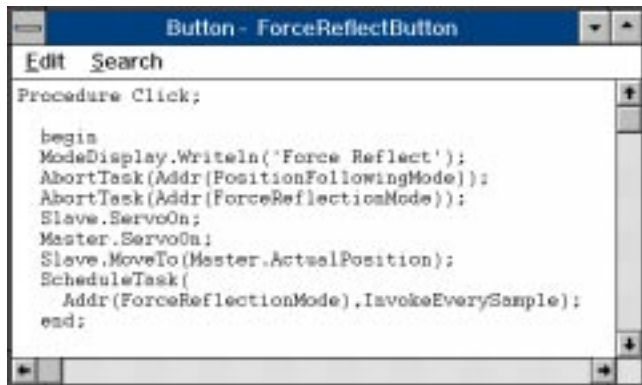 Button - ForceReflectButton
Edit Search
Procedure Click;
begin
ModeDisplay.Writeln('Force Reflect');
AbortTask(Addr(PositionFollowingMode));
AbortTask(Addr(ForceReflectionMode));
Slave.ServoOn;
Master.ServoOn;
Slave.MoveTo(Master.ActualPosition);
ScheduleTask(
Addr(ForceReflectionMode),InvokeEverySample);
end;